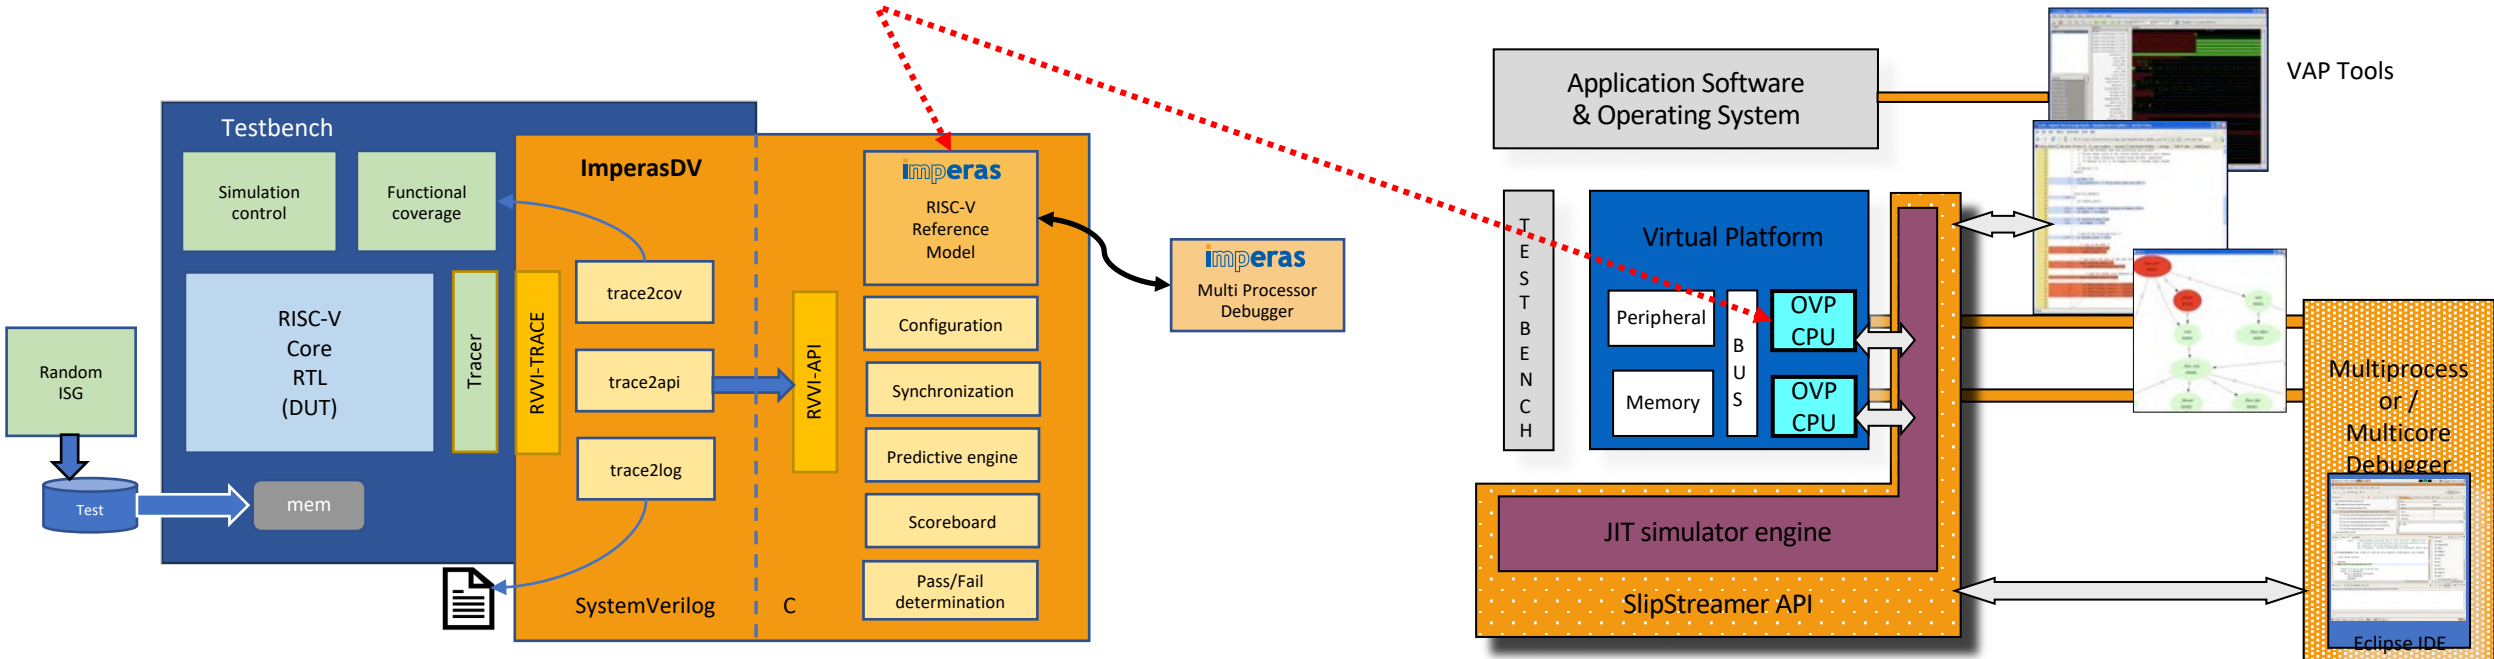 Testbench
Simulation
control
Functional
coverage
RISC-V
Core
RTL
(DUT)
Tracer
RVVI-TRACE
Random
ISG
Test
mem
ImperasDV
trace2cov
trace2api
trace2log
SystemVerilog
C
RVVI-API
imperas
RISC-V
Reference
Model
Configuration
Synchronization
Predictive engine
Scoreboard
Pass/Fail
determination
imperas
Multi Processor
Debugger
Application Software
& Operating System
VAP Tools
TESTBENCH
Virtual Platform
Peripheral
Memory
BUS
OVP
CPU
OVP
CPU
JIT simulator engine
SlipStreamer API
Multiprocess
or /
Multicore
Debugger
Eclipse IDE